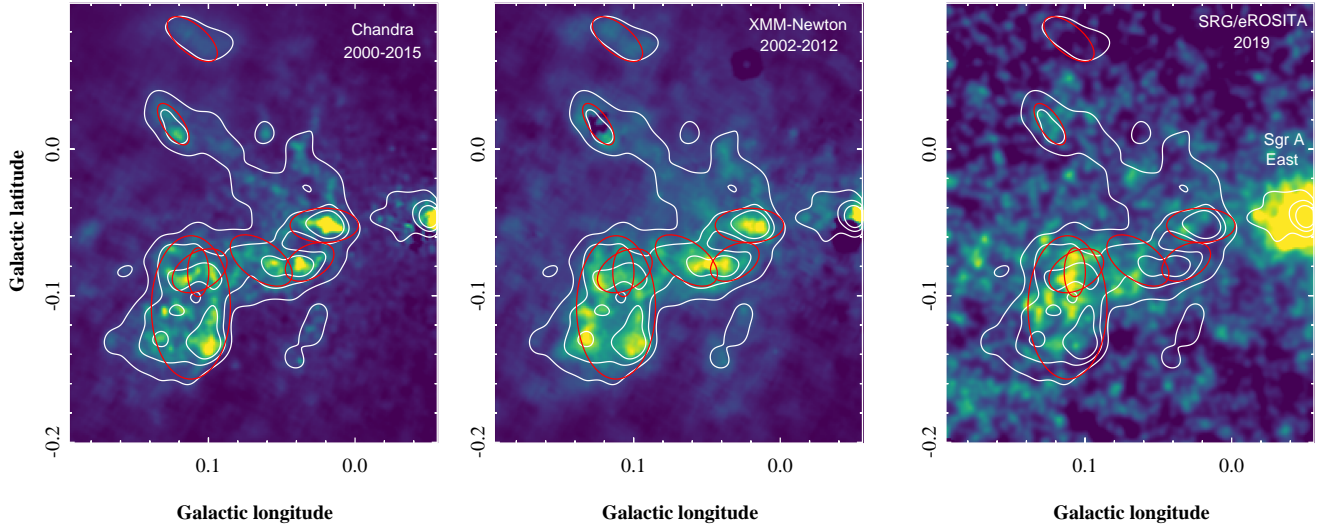 Chandra
2000-2015
XMM-Newton
2002-2012
SRG/eROSITA
2019
Sgr A
East
Galactic latitude
0.0
-0.1
-0.2
0.0
-0.1
-0.2
0.0
-0.1
-0.2
0.1 0.0
0.1 0.0
0.1 0.0
Galactic longitude
Galactic longitude
Galactic longitude